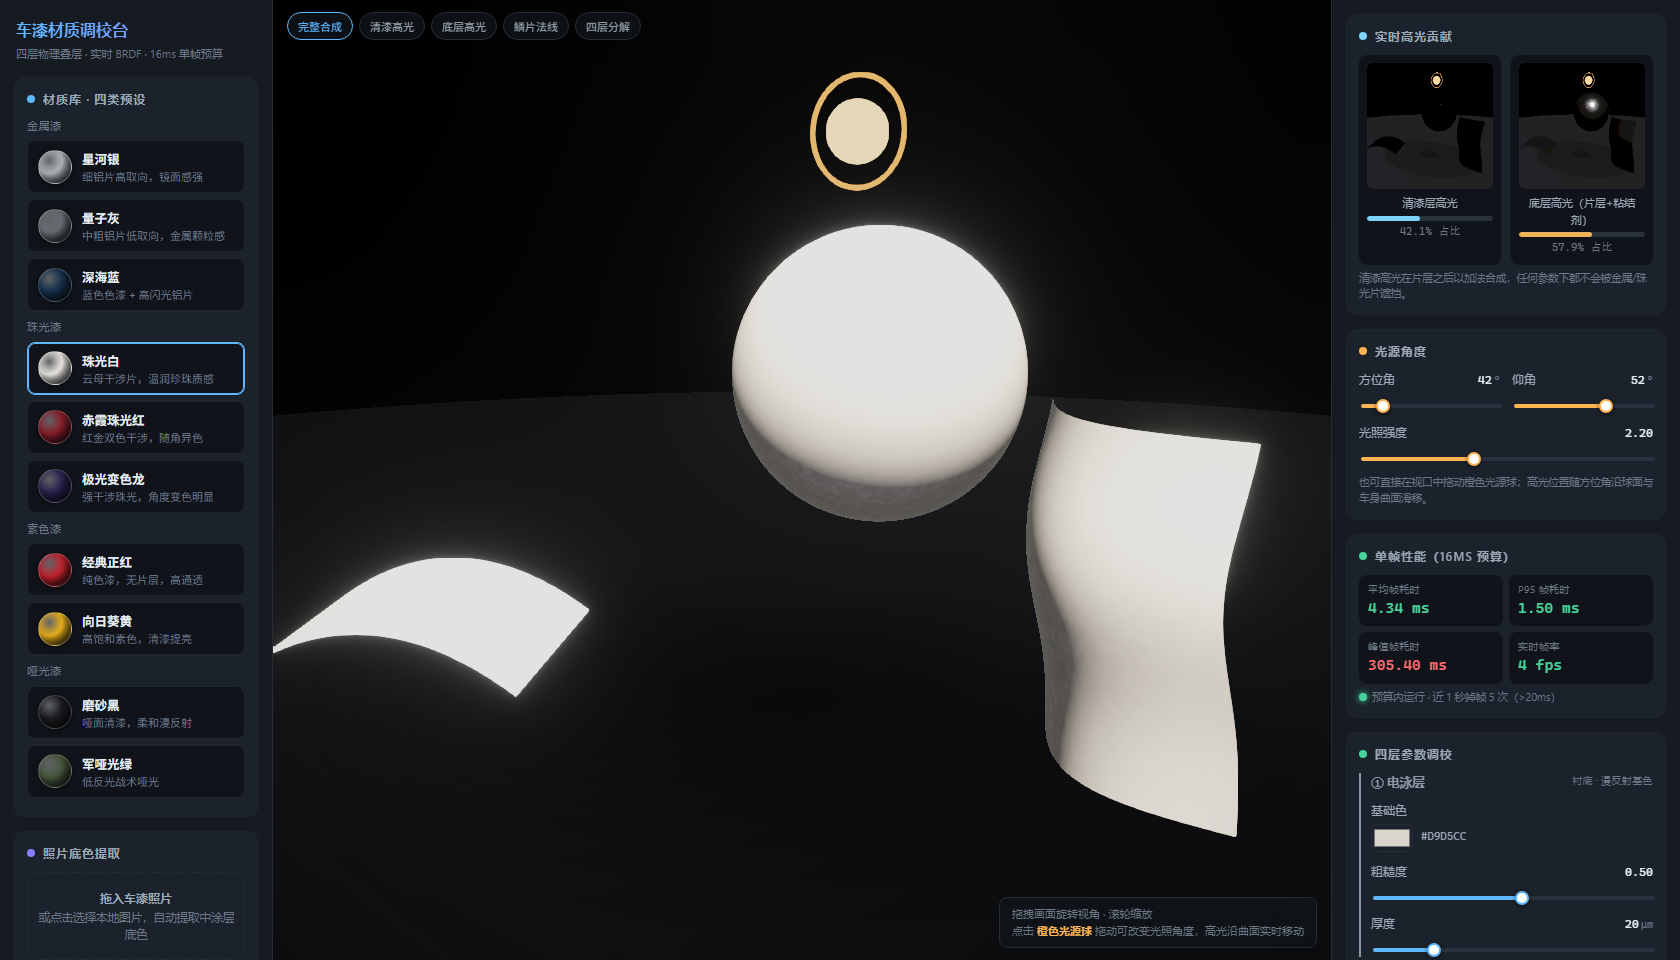 车漆材质调校台
四层物理叠层 · 实时 BRDF · 16ms 单帧预算
材质库 · 四类预设
金属漆
星河银
细铝片高取向，镜面感强
量子灰
中粗铝片低取向，金属颗粒感
深海蓝
蓝色色漆 + 高闪光铝片
珠光漆
珠光白
云母干涉片，温润珍珠质感
赤霞珠光红
红金双色干涉，随角异色
极光变色龙
强干涉珠光，角度变色明显
素色漆
经典正红
纯色漆，无片层，高通透
向日葵黄
高饱和素色，清漆提亮
哑光漆
磨砂黑
哑面清漆，柔和漫反射
军哑光绿
低反光战术哑光
照片底色提取
拖入车漆照片
或点击选择本地图片，自动提取中涂层
底色
完整合成
清漆高光
底层高光
鳞片法线
四层分解
拖拽画面旋转视角 · 滚轮缩放
点击 橙色光源球 拖动可改变光照角度，高光沿曲面实时移动
实时高光贡献
清漆层高光
42.1% 占比
底层高光（片层+粘结
剂）
57.9% 占比
清漆高光在片层之后以加法合成，任何参数下都不会被金属/珠
光片遮挡。
光源角度
方位角 42°
仰角 52°
光照强度 2.20
也可直接在视口中拖动橙色光源球；高光位置随方位角沿球面与
车身曲面滑移。
单帧性能（16MS 预算）
平均帧耗时
4.34 ms
P95 帧耗时
1.50 ms
峰值帧耗时
305.40 ms
实时帧率
4 fps
预算内运行 · 近 1 秒掉帧 5 次（>20ms）
四层参数调校
① 电泳层 衬底 · 漫反射基色
基础色
#D9D5CC
粗糙度 0.50
厚度 20 μm